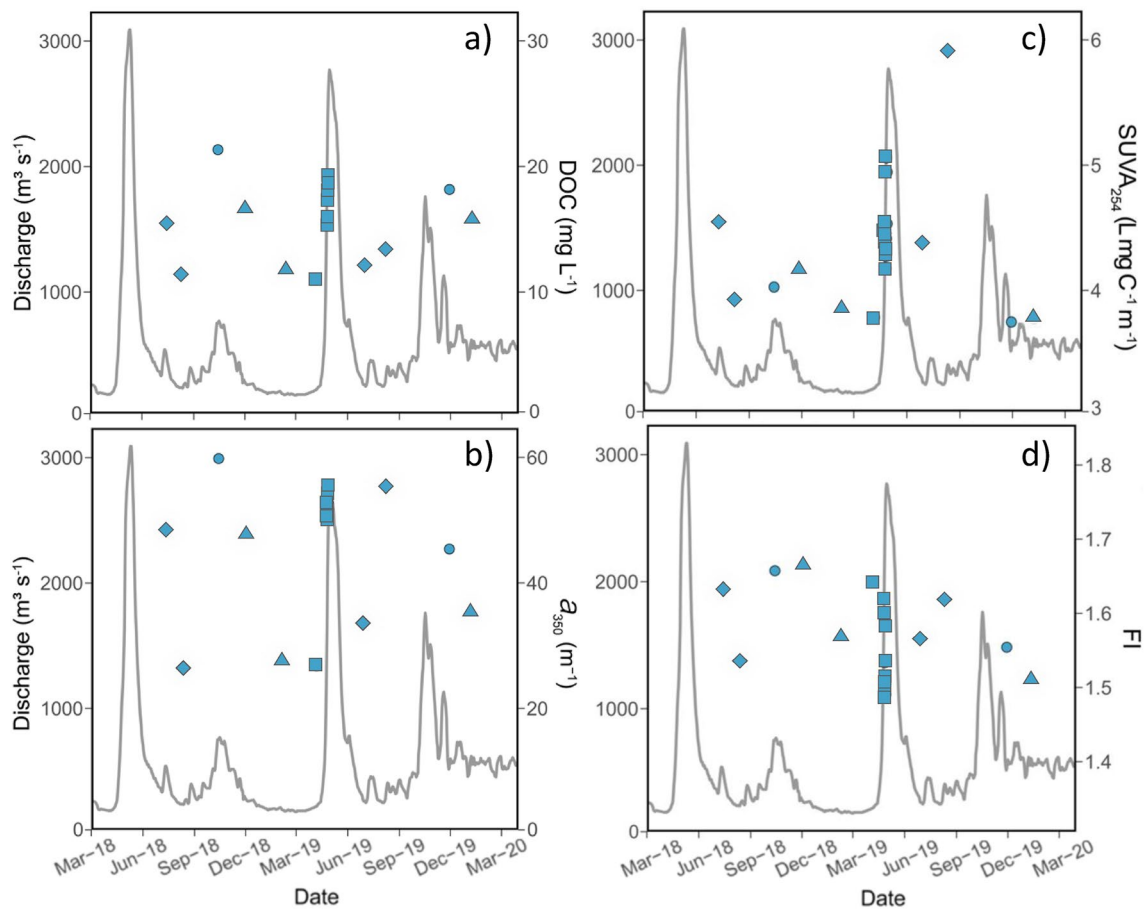 a)
3000
2000
1000
0
Discharge (m³ s⁻¹)
30
20
10
0
DOC (mg L⁻¹)
c)
3000
2000
1000
0
6
5
4
3
SUVA₂₅₄ (L mg C⁻¹ m⁻¹)
b)
3000
2000
1000
0
Discharge (m³ s⁻¹)
60
40
20
0
a₃₅₀ (m⁻¹)
Mar–18 Jun–18 Sep–18 Dec–18 Mar–19 Jun–19 Sep–19 Dec–19 Mar–20
Date
d)
3000
2000
1000
0
1.8
1.7
1.6
1.5
1.4
FI
Mar–18 Jun–18 Sep–18 Dec–18 Mar–19 Jun–19 Sep–19 Dec–19 Mar–20
Date